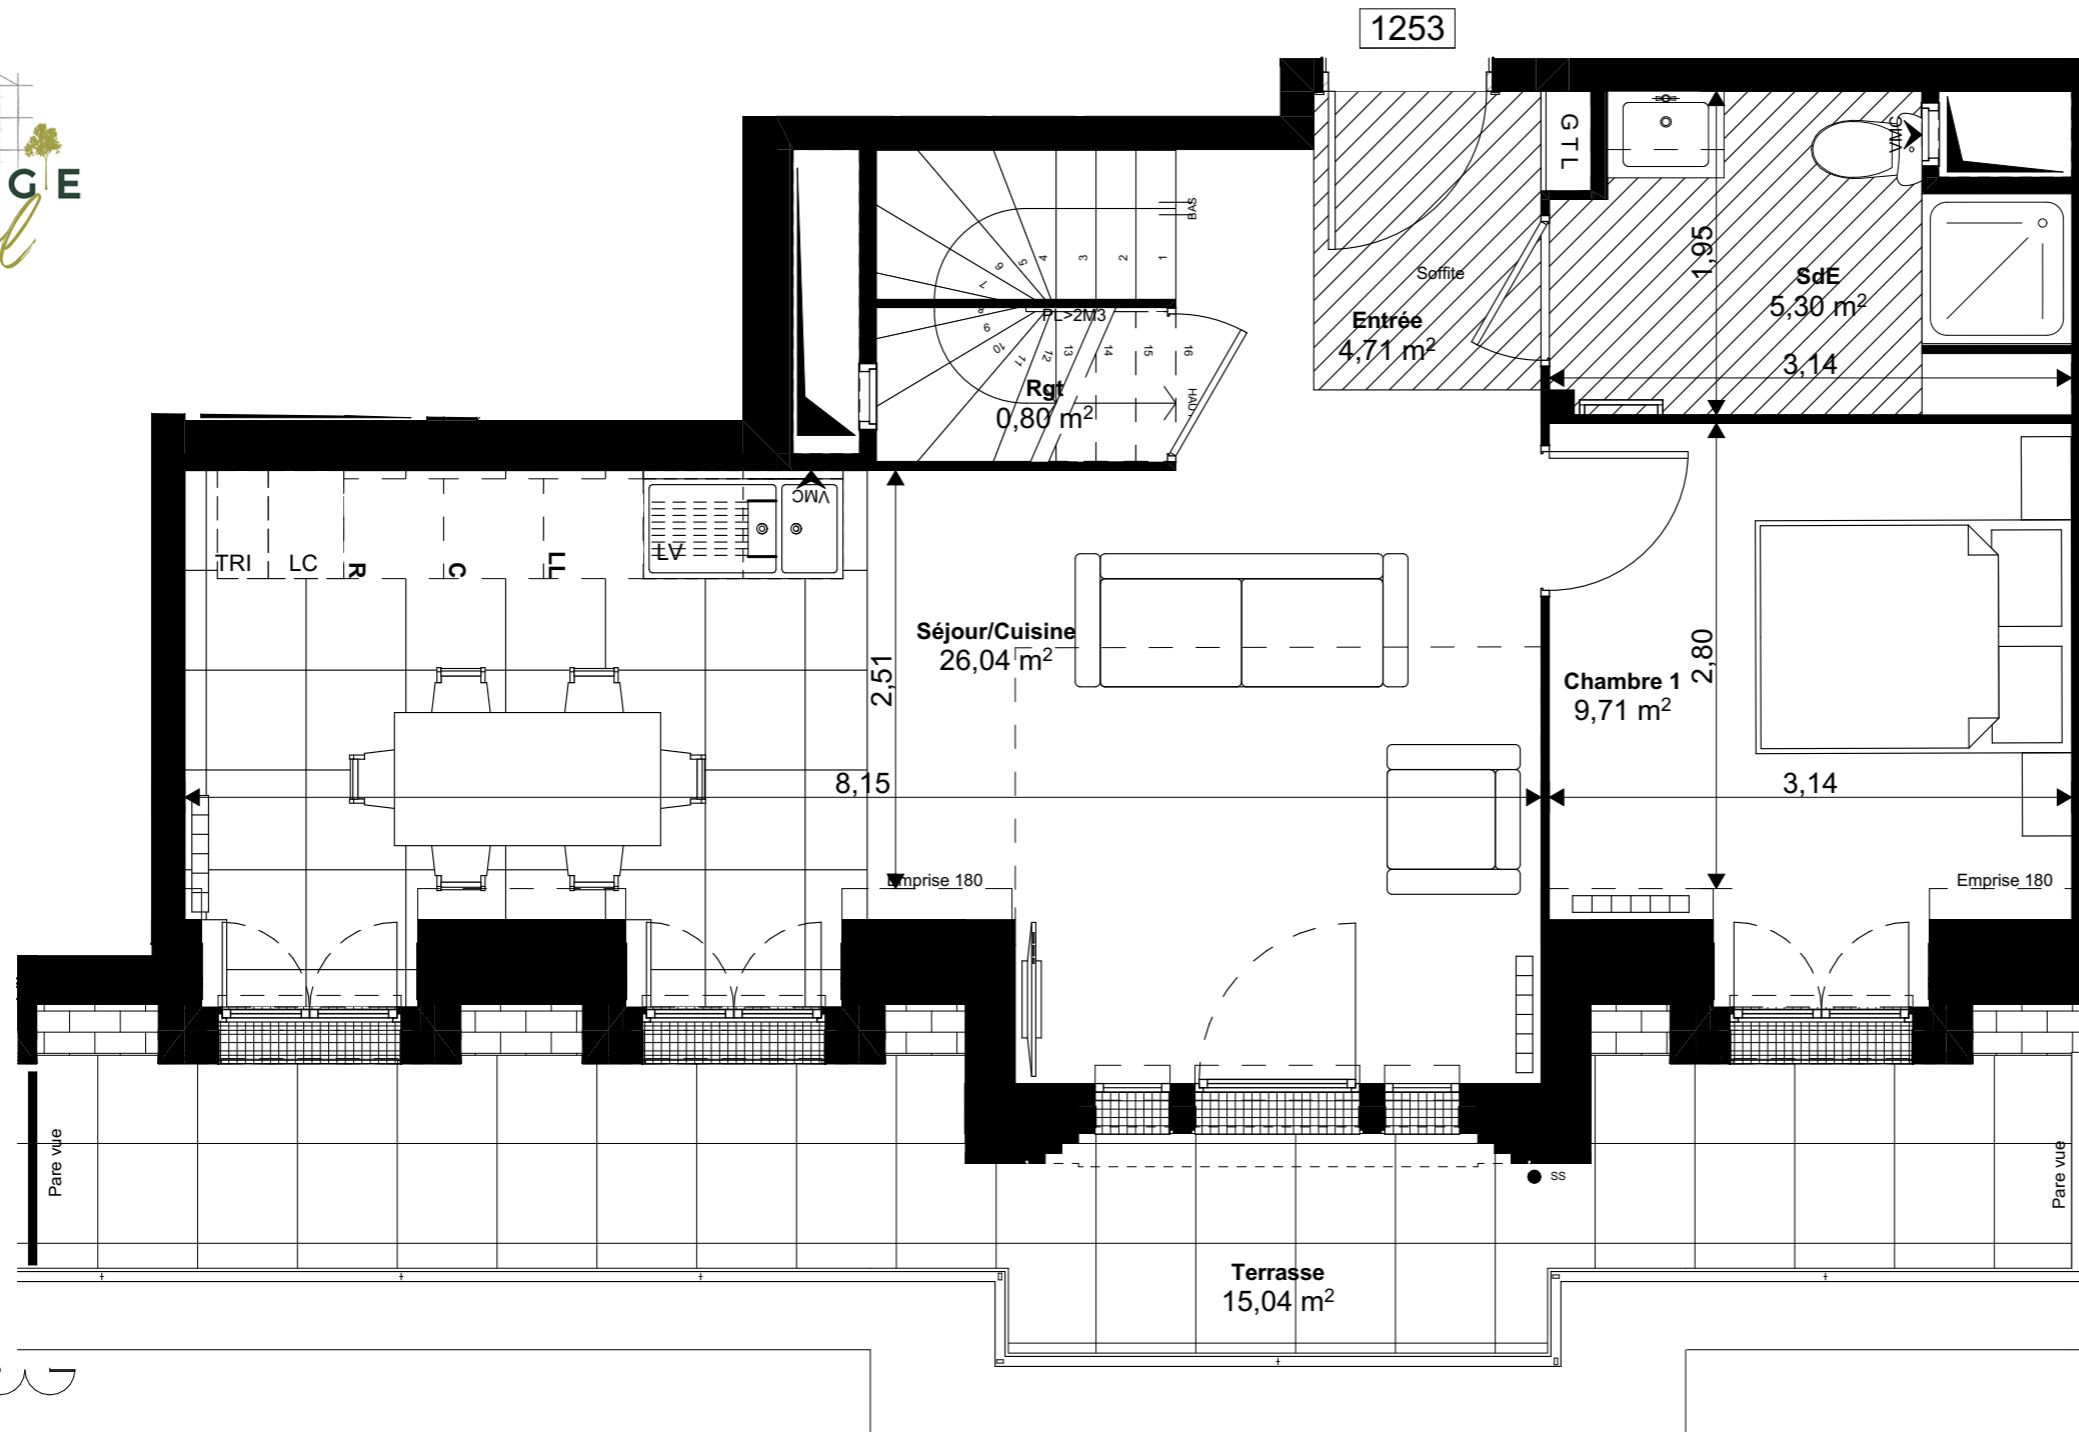 1253
GE
GTL
VMC
BAS
1
2
3
4
5
6
7
8
9
10
11
12
13
14
15
16
PL>2M3
HAUT
Rgt
0,80 m²
Soffite
Entrée
4,71 m²
1,95
SdE
5,30 m²
3,14
TRI
LC
R
C
LL
LV
VMC
Séjour/Cuisine
26,04 m²
2,51
8,15
Chambre 1
9,71 m²
2,80
3,14
Emprise 180
Emprise 180
Pare vue
SS
Pare vue
Terrasse
15,04 m²